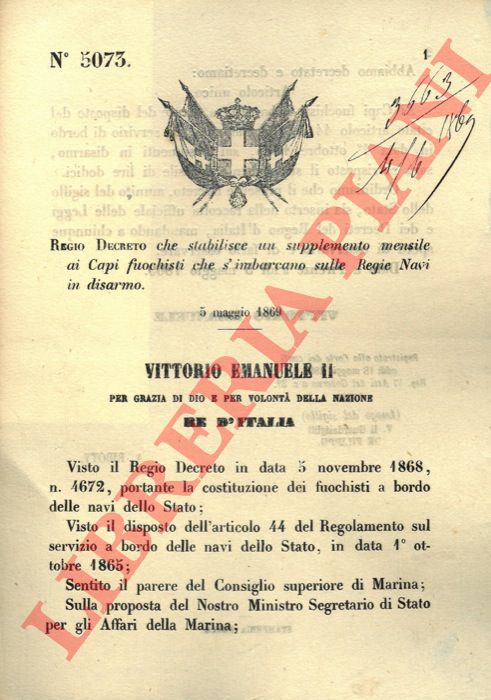 N° 5073.
1
3663
4/6 1869
REGIO DECRETO che stabilisce un supplemento mensile
ai Capi fuochisti che s'imbarcano sulle Regie Navi
in disarmo.
5 maggio 1869
VITTORIO EMANUELE II
PER GRAZIA DI DIO E PER VOLONTÀ DELLA NAZIONE
RE D'ITALIA
Visto il Regio Decreto in data 5 novembre 1868,
n. 4672, portante la costituzione dei fuochisti a bordo
delle navi dello Stato;
Visto il disposto dell'articolo 44 del Regolamento sul
servizio a bordo delle navi dello Stato, in data 1° ot-
tobre 1865;
Sentito il parere del Consiglio superiore di Marina;
Sulla proposta del Nostro Ministro Segretario di Stato
per gli Affari della Marina;
LIBRERIA PIANI